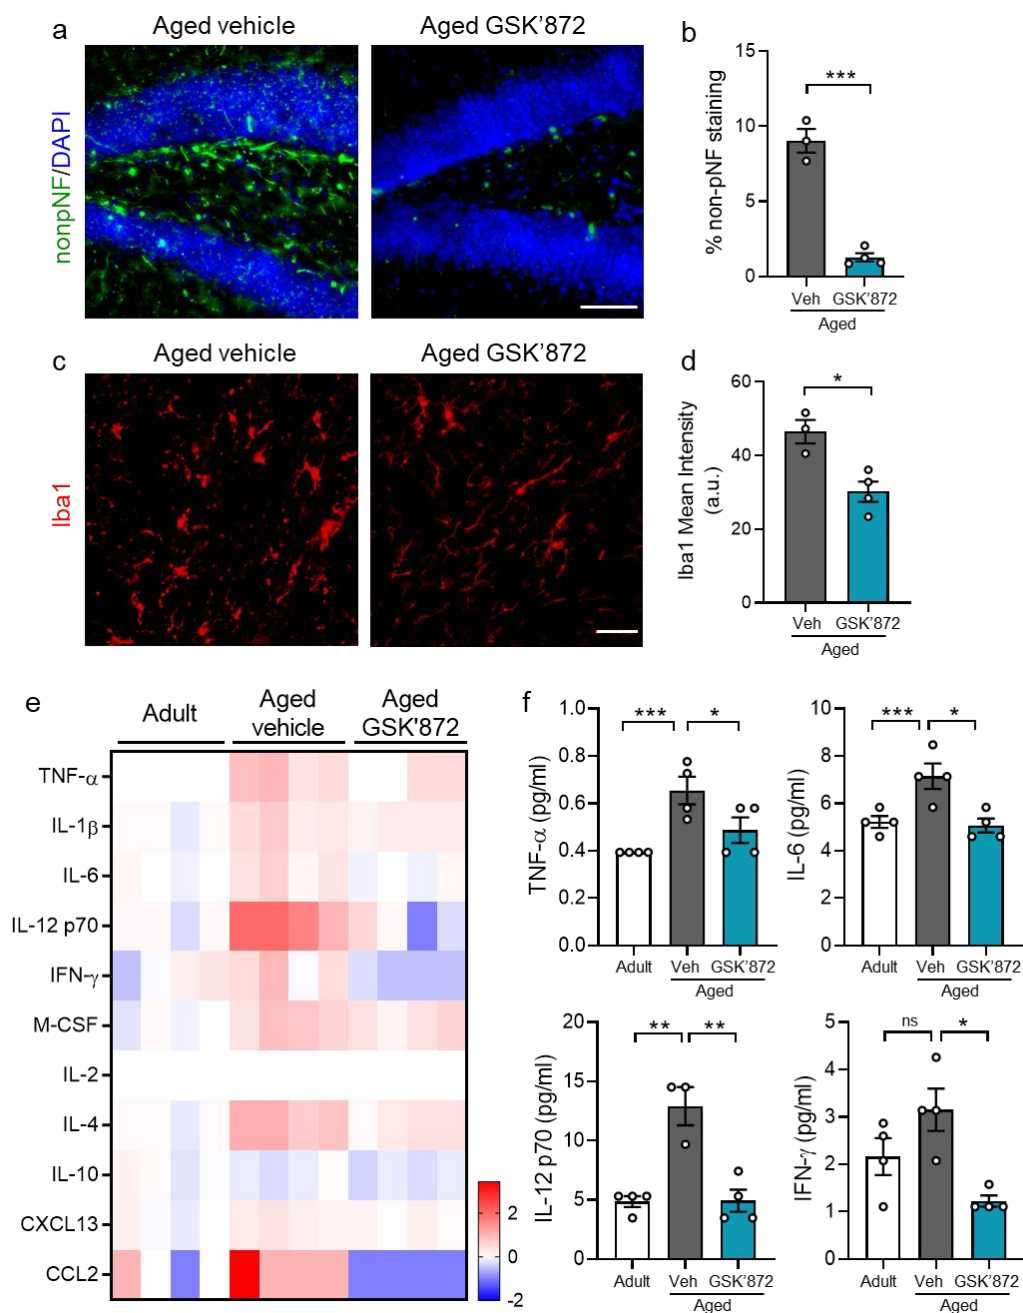 a
Aged vehicle
Aged GSK'872
nonpNF/DAPI
b
15
10
5
0
% non-pNF staining
***
Veh
GSK'872
Aged
c
Aged vehicle
Aged GSK'872
Iba1
d
60
40
20
0
Iba1 Mean Intensity
(a.u.)
*
Veh
GSK'872
Aged
e
Adult
Aged
vehicle
Aged
GSK'872
TNF-α
IL-1β
IL-6
IL-12 p70
IFN-γ
M-CSF
IL-2
IL-4
IL-10
CXCL13
CCL2
2
0
-2
f
1.0
0.8
0.6
0.4
0.2
0.0
TNF-α (pg/ml)
***
*
Adult
Veh
GSK'872
Aged
10
8
6
4
2
0
IL-6 (pg/ml)
***
*
Adult
Veh
GSK'872
Aged
20
15
10
5
0
IL-12 p70 (pg/ml)
**
**
Adult
Veh
GSK'872
Aged
5
4
3
2
1
0
IFN-γ (pg/ml)
ns
*
Adult
Veh
GSK'872
Aged